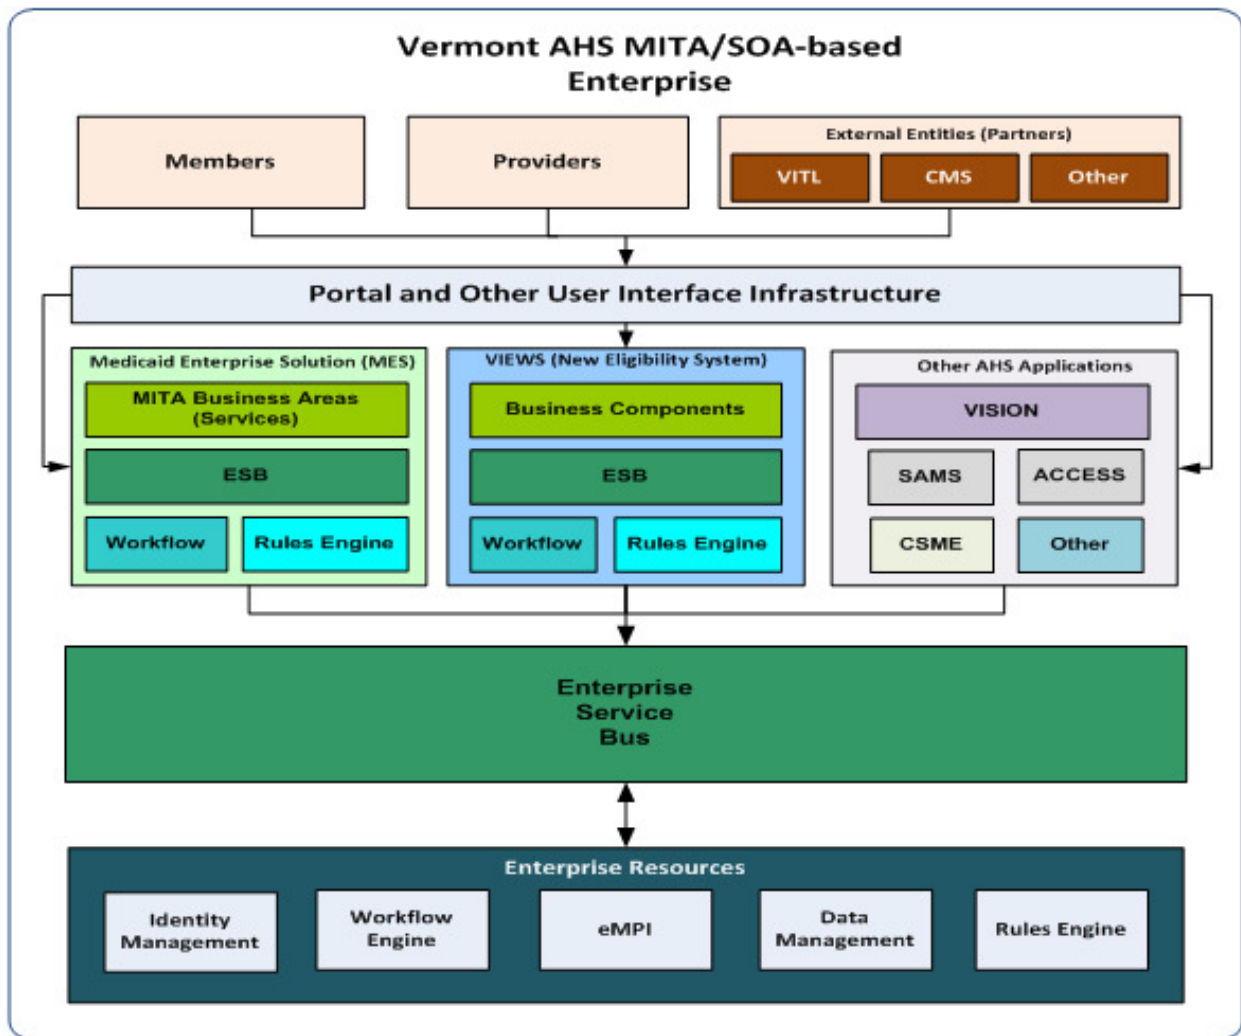 Vermont AHS MITA/SOA-based
Enterprise
Members
Providers
External Entities (Partners)
VITL
CMS
Other
Portal and Other User Interface Infrastructure
Medicaid Enterprise Solution (MES)
MITA Business Areas
(Services)
ESB
Workflow
Rules Engine
VIEWS (New Eligibility System)
Business Components
ESB
Workflow
Rules Engine
Other AHS Applications
VISION
SAMS
ACCESS
CSME
Other
Enterprise
Service
Bus
Enterprise Resources
Identity
Management
Workflow
Engine
eMPI
Data
Management
Rules Engine